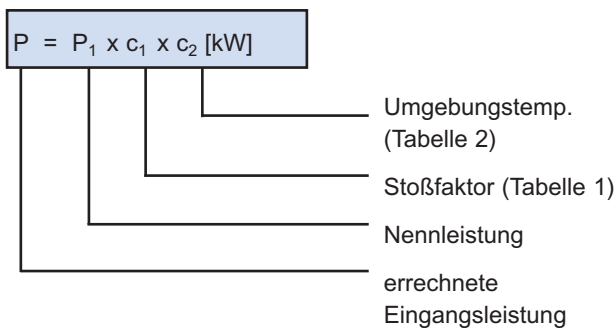 P = P₁ x c₁ x c₂ [kW]
Umgebungstemp.
(Tabelle 2)
Stoßfaktor (Tabelle 1)
Nennleistung
errechnete
Eingangsleistung